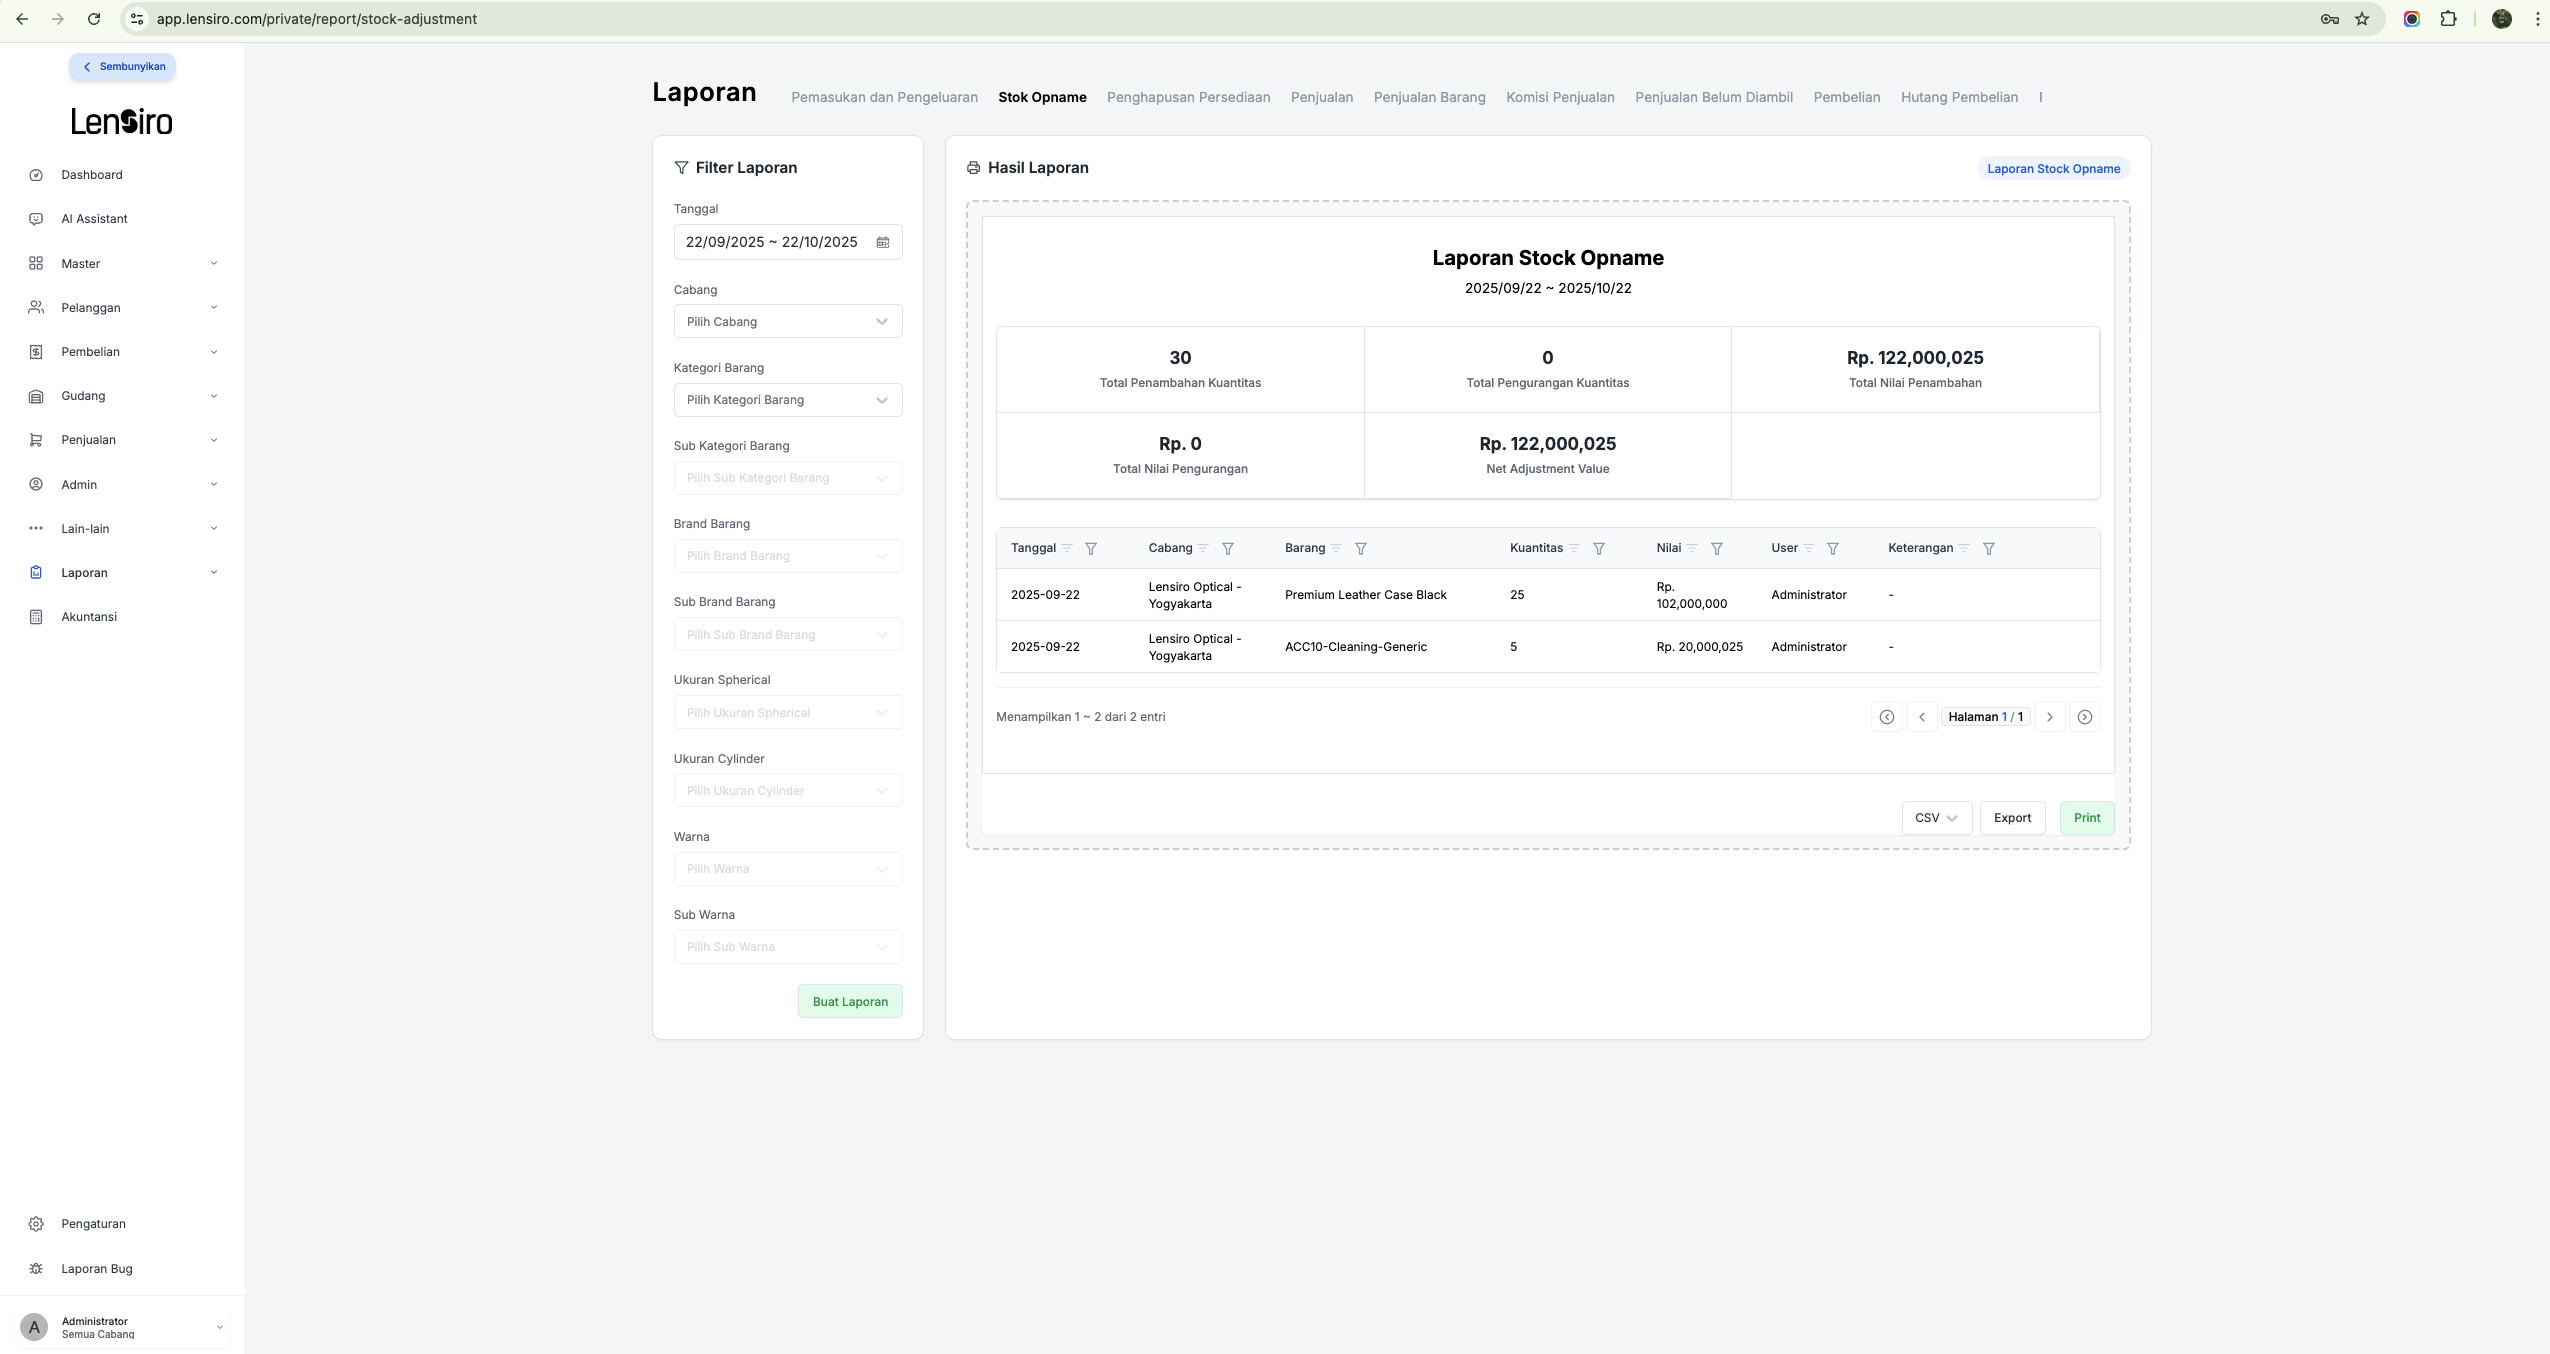 app.lensiro.com/private/report/stock-adjustment
Sembunyikan
Lensiro
Dashboard
AI Assistant
Master
Pelanggan
Pembelian
Gudang
Penjualan
Admin
Lain-lain
Laporan
Akuntansi
Pengaturan
Laporan Bug
A
Administrator
Semua Cabang
Laporan
Pemasukan dan Pengeluaran
Stok Opname
Penghapusan Persediaan
Penjualan
Penjualan Barang
Komisi Penjualan
Penjualan Belum Diambil
Pembelian
Hutang Pembelian
Filter Laporan
Tanggal
22/09/2025 ~ 22/10/2025
Cabang
Pilih Cabang
Kategori Barang
Pilih Kategori Barang
Sub Kategori Barang
Pilih Sub Kategori Barang
Brand Barang
Pilih Brand Barang
Sub Brand Barang
Pilih Sub Brand Barang
Ukuran Spherical
Pilih Ukuran Spherical
Ukuran Cylinder
Pilih Ukuran Cylinder
Warna
Pilih Warna
Sub Warna
Pilih Sub Warna
Buat Laporan
Hasil Laporan
Laporan Stock Opname
Laporan Stock Opname
2025/09/22 ~ 2025/10/22
30
Total Penambahan Kuantitas
0
Total Pengurangan Kuantitas
Rp. 122,000,025
Total Nilai Penambahan
Rp. 0
Total Nilai Pengurangan
Rp. 122,000,025
Net Adjustment Value
Tanggal Cabang Barang Kuantitas Nilai User Keterangan
2025-09-22 Lensiro Optical - Yogyakarta Premium Leather Case Black 25 Rp. 102,000,000 Administrator -
2025-09-22 Lensiro Optical - Yogyakarta ACC10-Cleaning-Generic 5 Rp. 20,000,025 Administrator -
Menampilkan 1 ~ 2 dari 2 entri
Halaman 1 / 1
CSV
Export
Print